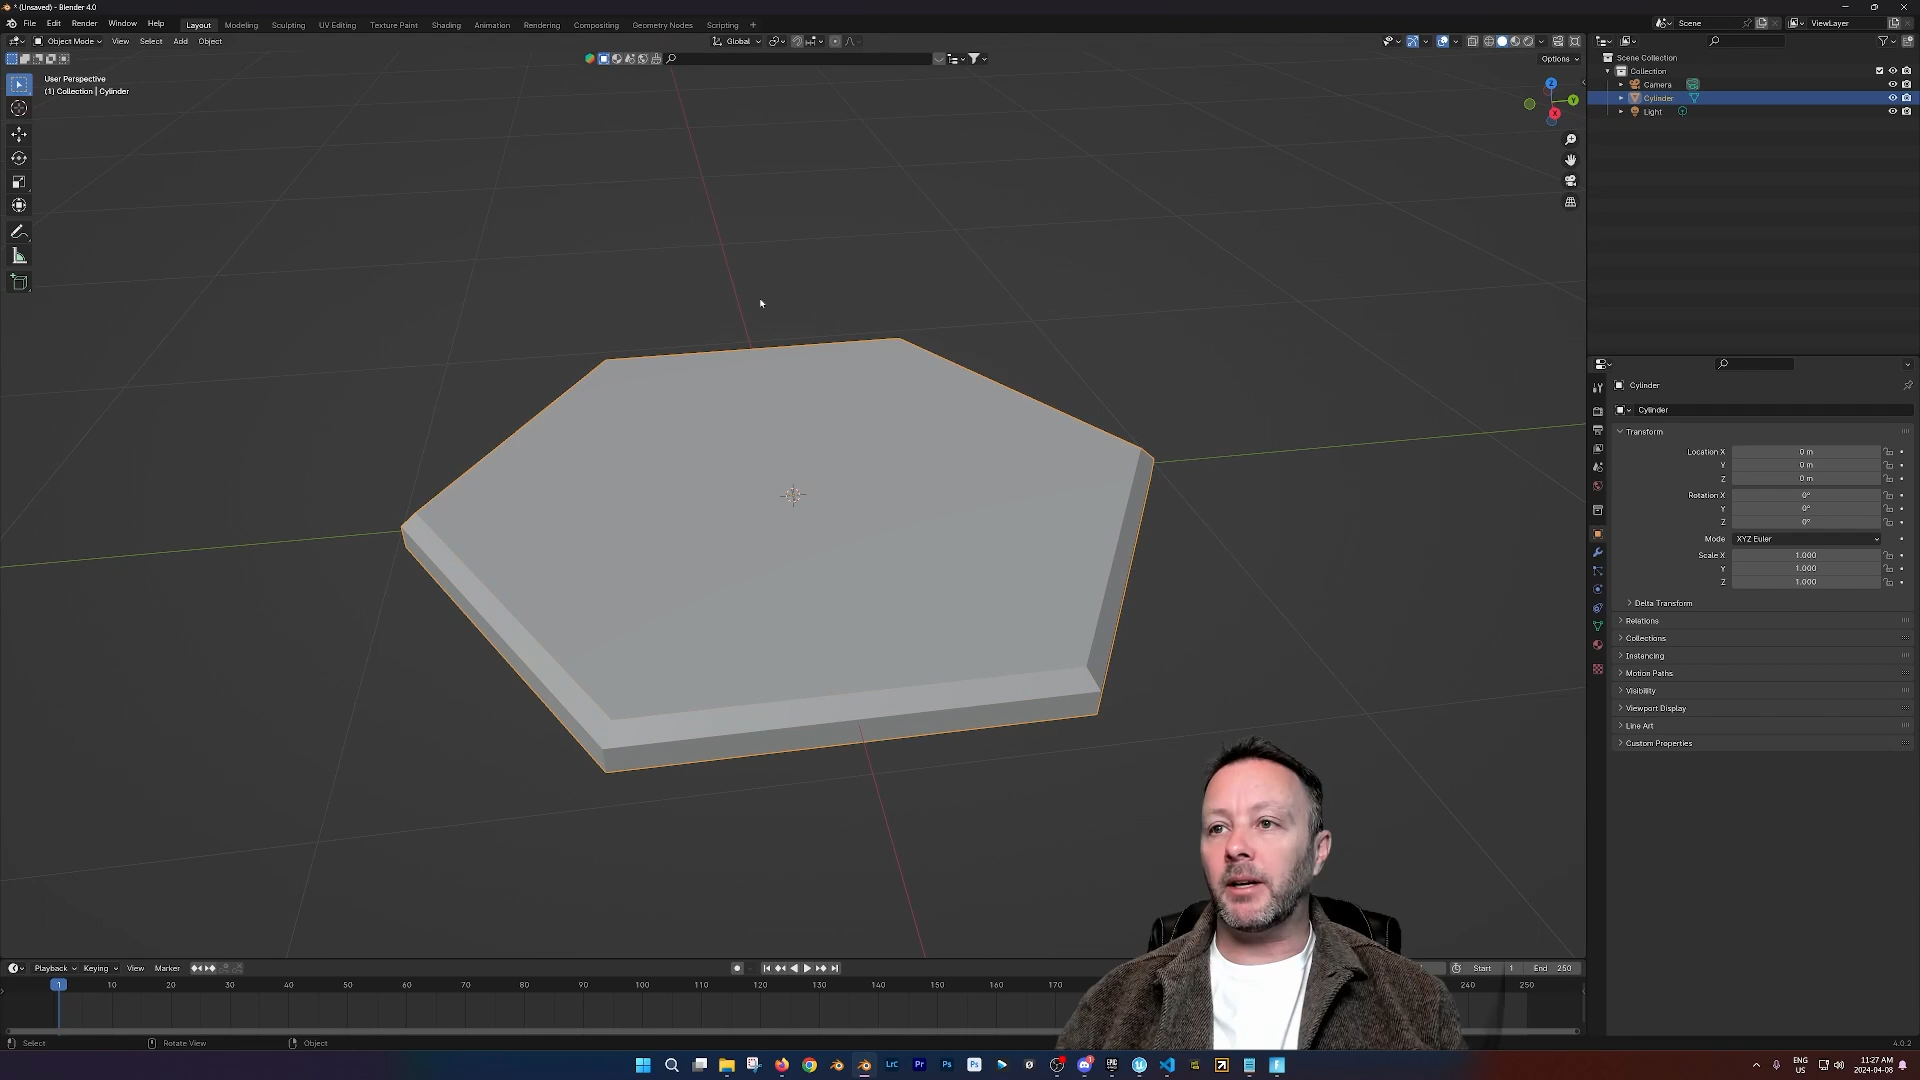 * (Unsaved) - Blender 4.0
File Edit Render Window Help Layout Modeling Sculpting UV Editing Texture Paint Shading Animation Rendering Compositing Geometry Nodes Scripting + Scene ViewLayer
Object Mode View Select Add Object Global
Options
User Perspective
(1) Collection | Cylinder
Z
Y
X
Scene Collection
Collection
Camera
Cylinder
Light
Cylinder
Cylinder
Transform
Location X 0 m
Y 0 m
Z 0 m
Rotation X 0°
Y 0°
Z 0°
Mode XYZ Euler
Scale X 1.000
Y 1.000
Z 1.000
Delta Transform
Relations
Collections
Instancing
Motion Paths
Visibility
Viewport Display
Line Art
Custom Properties
Playback Keying View Marker Start 1 End 250
1 10 20 30 40 50 60 70 80 90 100 110 120 130 140 150 160 170 240 250
Select Rotate View Object 4.0.2
LrC Pr Ps Ps EPIC ENG US 11:27 AM 2024-04-08